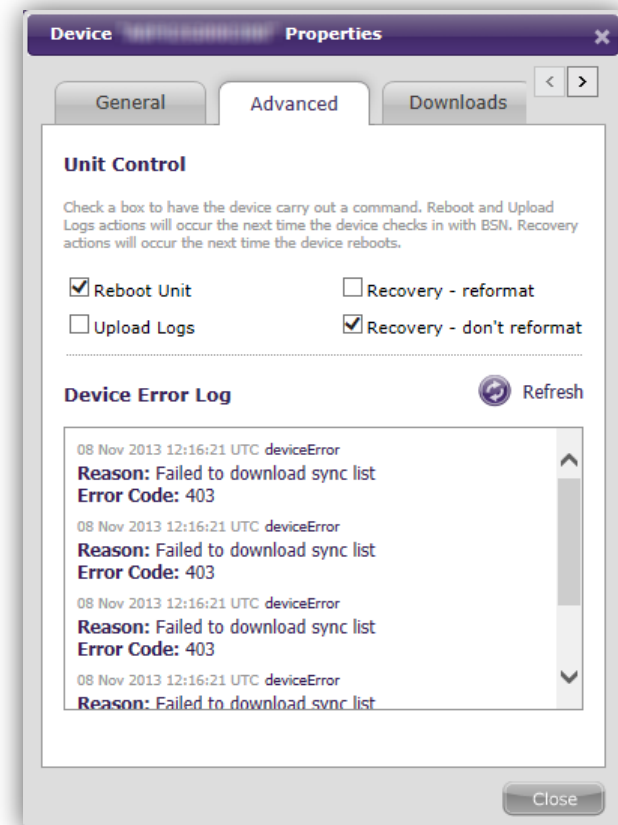 Device Properties
General Advanced Downloads
Unit Control
Check a box to have the device carry out a command. Reboot and Upload
Logs actions will occur the next time the device checks in with BSN. Recovery
actions will occur the next time the device reboots.
Reboot Unit Recovery - reformat
Upload Logs Recovery - don't reformat
Device Error Log Refresh
08 Nov 2013 12:16:21 UTC deviceError
Reason: Failed to download sync list
Error Code: 403
08 Nov 2013 12:16:21 UTC deviceError
Reason: Failed to download sync list
Error Code: 403
08 Nov 2013 12:16:21 UTC deviceError
Reason: Failed to download sync list
Error Code: 403
08 Nov 2013 12:16:21 UTC deviceError
Reason: Failed to download sync list
Close